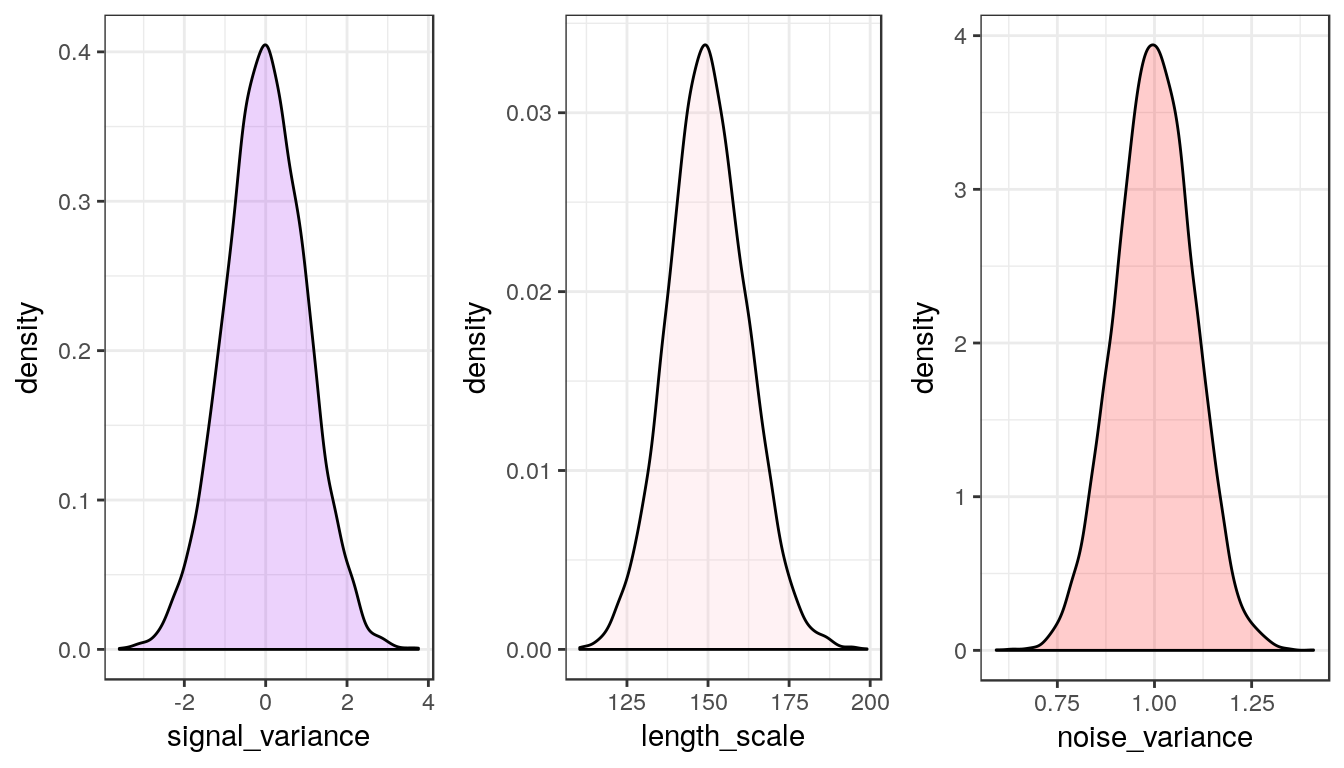 density
0.4
0.3
0.2
0.1
0.0
-2 0 2 4
signal_variance
density
0.03
0.02
0.01
0.00
125 150 175 200
length_scale
density
4
3
2
1
0
0.75 1.00 1.25
noise_variance